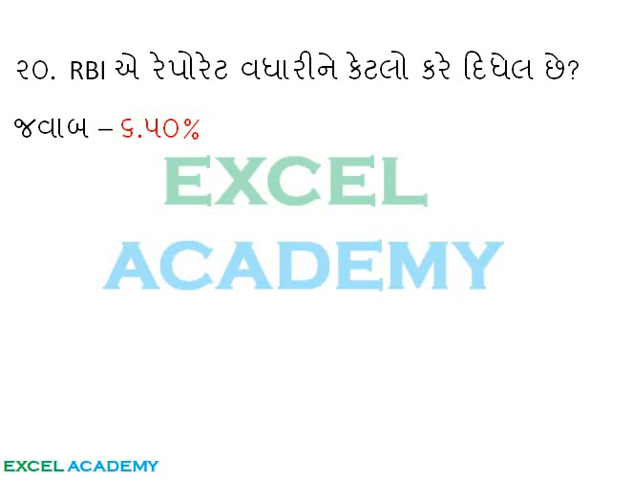 ૨૦. RBI એ રેપોરેટ વધારીને કેટલો કરે દિધેલ છે?
જવાબ – ૬.૫૦%
EXCEL
ACADEMY
EXCEL ACADEMY